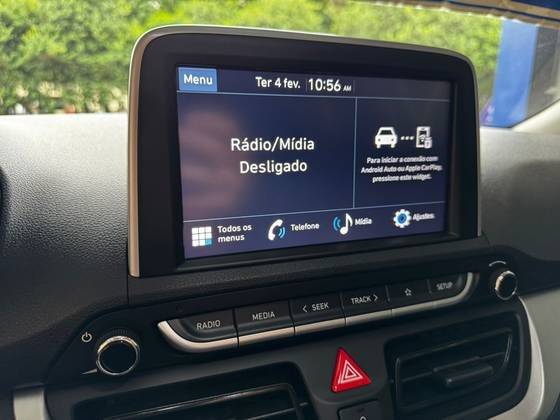 Menu
Ter 4 fev.
10:56 AM
Rádio/Mídia
Desligado
Para iniciar a conexão com
Android Auto ou Apple CarPlay,
pressione este widget.
Todos os
menus
Telefone
Mídia
Ajustes
RADIO
MEDIA
< SEEK
TRACK >
☆
SETUP